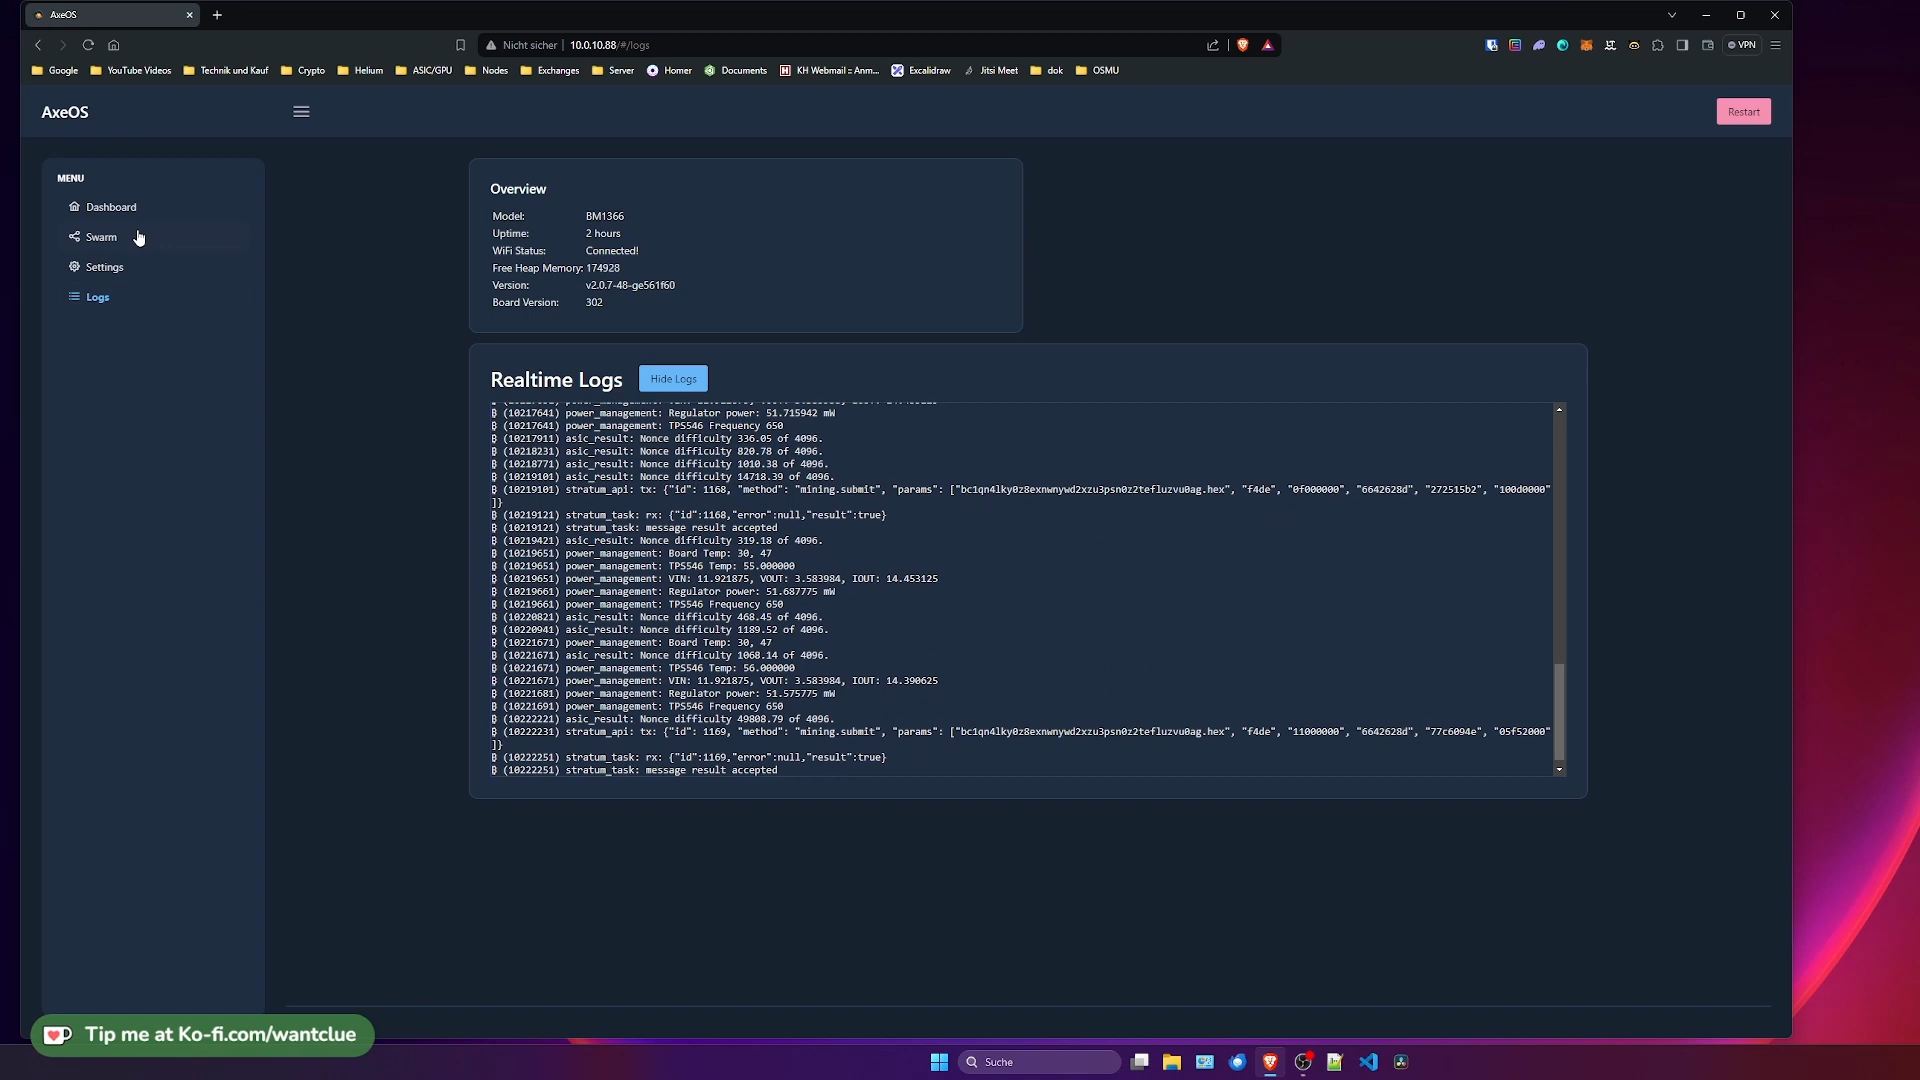 AxeOS
Nicht sicher
10.0.10.88/#/logs
VPN
Google
YouTube Videos
Technik und Kauf
Crypto
Helium
ASIC/GPU
Nodes
Exchanges
Server
Homer
Documents
KH Webmail :: Anm...
Excalidraw
Jitsi Meet
dok
OSMU
AxeOS
Restart
MENU
Dashboard
Swarm
Settings
Logs
Overview
Model: BM1366
Uptime: 2 hours
WiFi Status: Connected!
Free Heap Memory: 174928
Version: v2.0.7-48-ge561f60
Board Version: 302
Realtime Logs
Hide Logs
₿ (10217641) power_management: Regulator power: 51.715942 mW
₿ (10217641) power_management: TPS546 Frequency 650
₿ (10217911) asic_result: Nonce difficulty 336.05 of 4096.
₿ (10218231) asic_result: Nonce difficulty 820.78 of 4096.
₿ (10218771) asic_result: Nonce difficulty 1010.38 of 4096.
₿ (10219101) asic_result: Nonce difficulty 14718.39 of 4096.
₿ (10219101) stratum_api: tx: {"id": 1168, "method": "mining.submit", "params": ["bc1qn4lky0z8exnwnywd2xzu3psn0z2tefluzvu0ag.hex", "f4de", "0f000000", "6642628d", "272515b2", "100d0000"
]}
₿ (10219121) stratum_task: rx: {"id":1168,"error":null,"result":true}
₿ (10219121) stratum_task: message result accepted
₿ (10219421) asic_result: Nonce difficulty 319.18 of 4096.
₿ (10219651) power_management: Board Temp: 30, 47
₿ (10219651) power_management: TPS546 Temp: 55.000000
₿ (10219651) power_management: VIN: 11.921875, VOUT: 3.583984, IOUT: 14.453125
₿ (10219661) power_management: Regulator power: 51.687775 mW
₿ (10219661) power_management: TPS546 Frequency 650
₿ (10220821) asic_result: Nonce difficulty 468.45 of 4096.
₿ (10220941) asic_result: Nonce difficulty 1189.52 of 4096.
₿ (10221671) power_management: Board Temp: 30, 47
₿ (10221671) asic_result: Nonce difficulty 1068.14 of 4096.
₿ (10221671) power_management: TPS546 Temp: 56.000000
₿ (10221671) power_management: VIN: 11.921875, VOUT: 3.583984, IOUT: 14.390625
₿ (10221681) power_management: Regulator power: 51.575775 mW
₿ (10221691) power_management: TPS546 Frequency 650
₿ (10222221) asic_result: Nonce difficulty 49808.79 of 4096.
₿ (10222231) stratum_api: tx: {"id": 1169, "method": "mining.submit", "params": ["bc1qn4lky0z8exnwnywd2xzu3psn0z2tefluzvu0ag.hex", "f4de", "11000000", "6642628d", "77c6094e", "05f52000"
]}
₿ (10222251) stratum_task: rx: {"id":1169,"error":null,"result":true}
₿ (10222251) stratum_task: message result accepted
Tip me at Ko-fi.com/wantclue
Suche